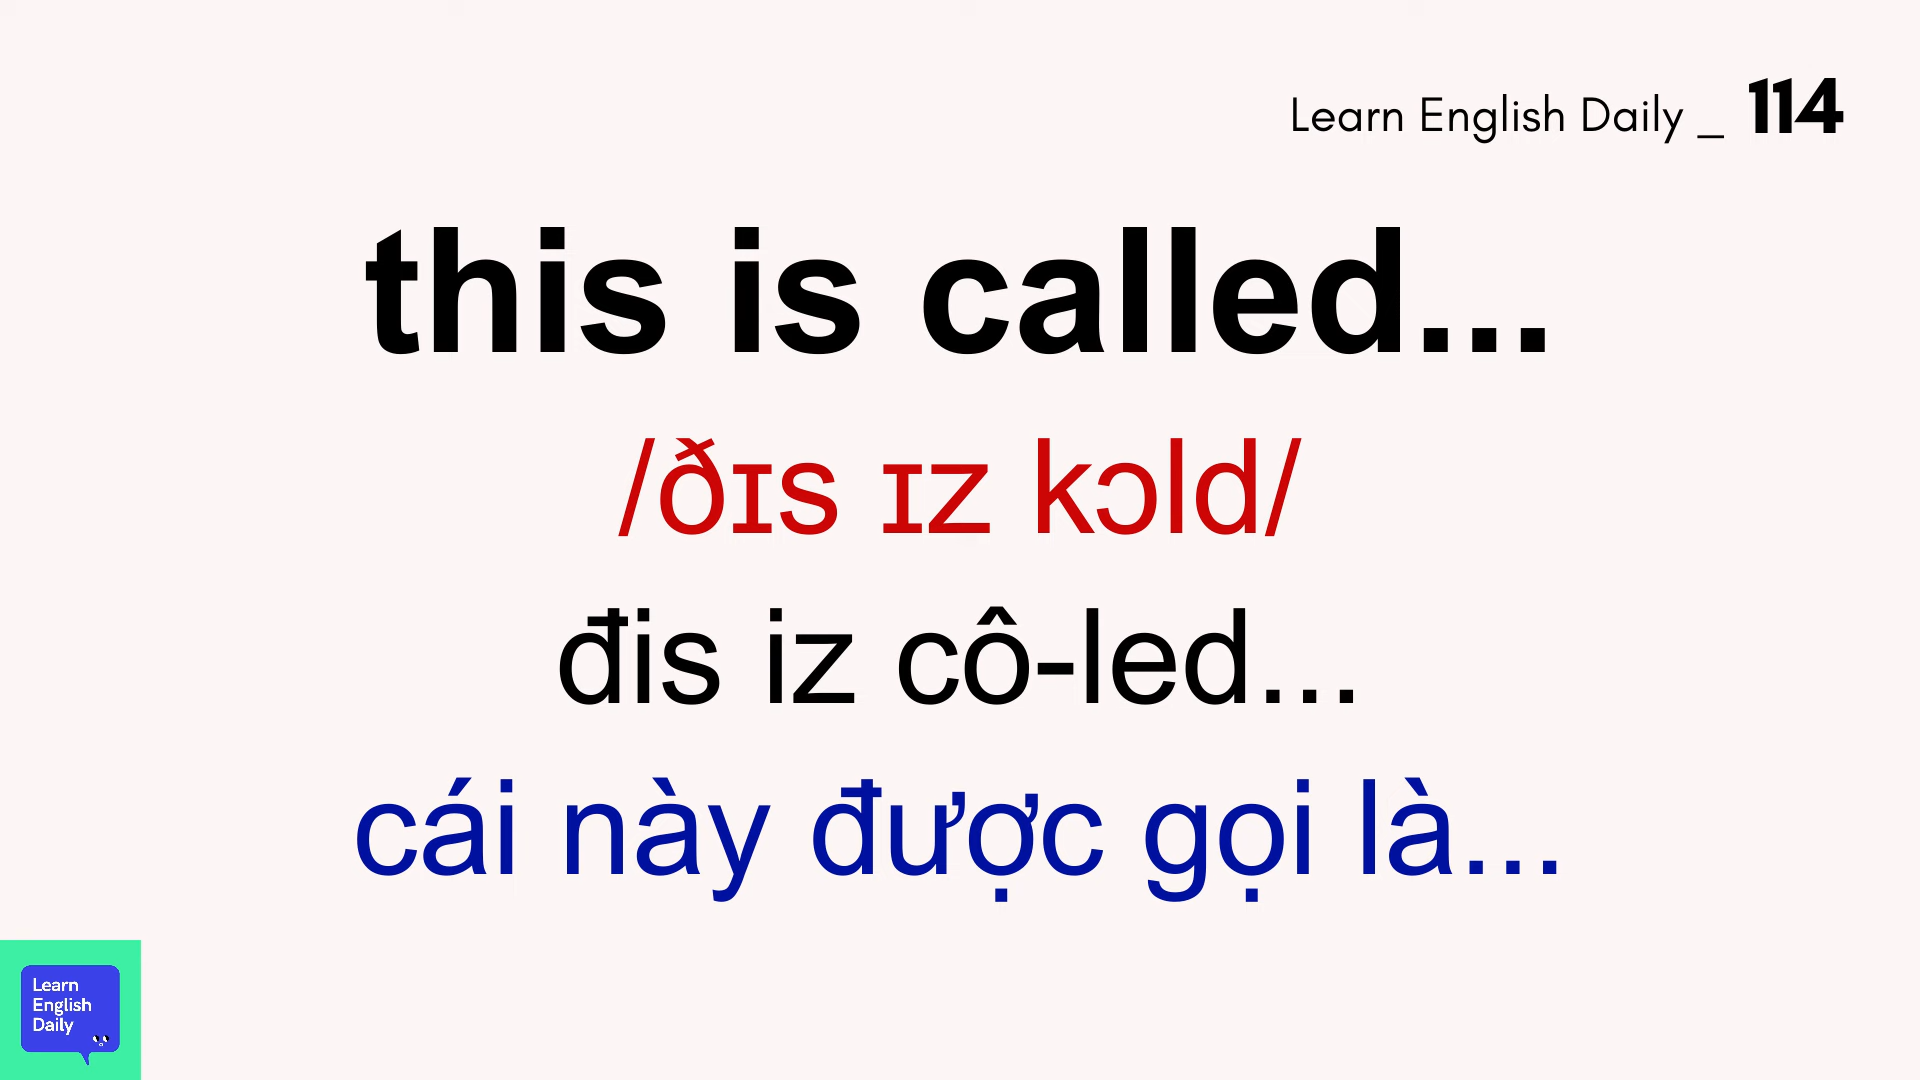 Learn English Daily _ 114
this is called...
/ðɪs ɪz kɔld/
đis iz cô-led...
cái này được gọi là...
Learn
English
Daily